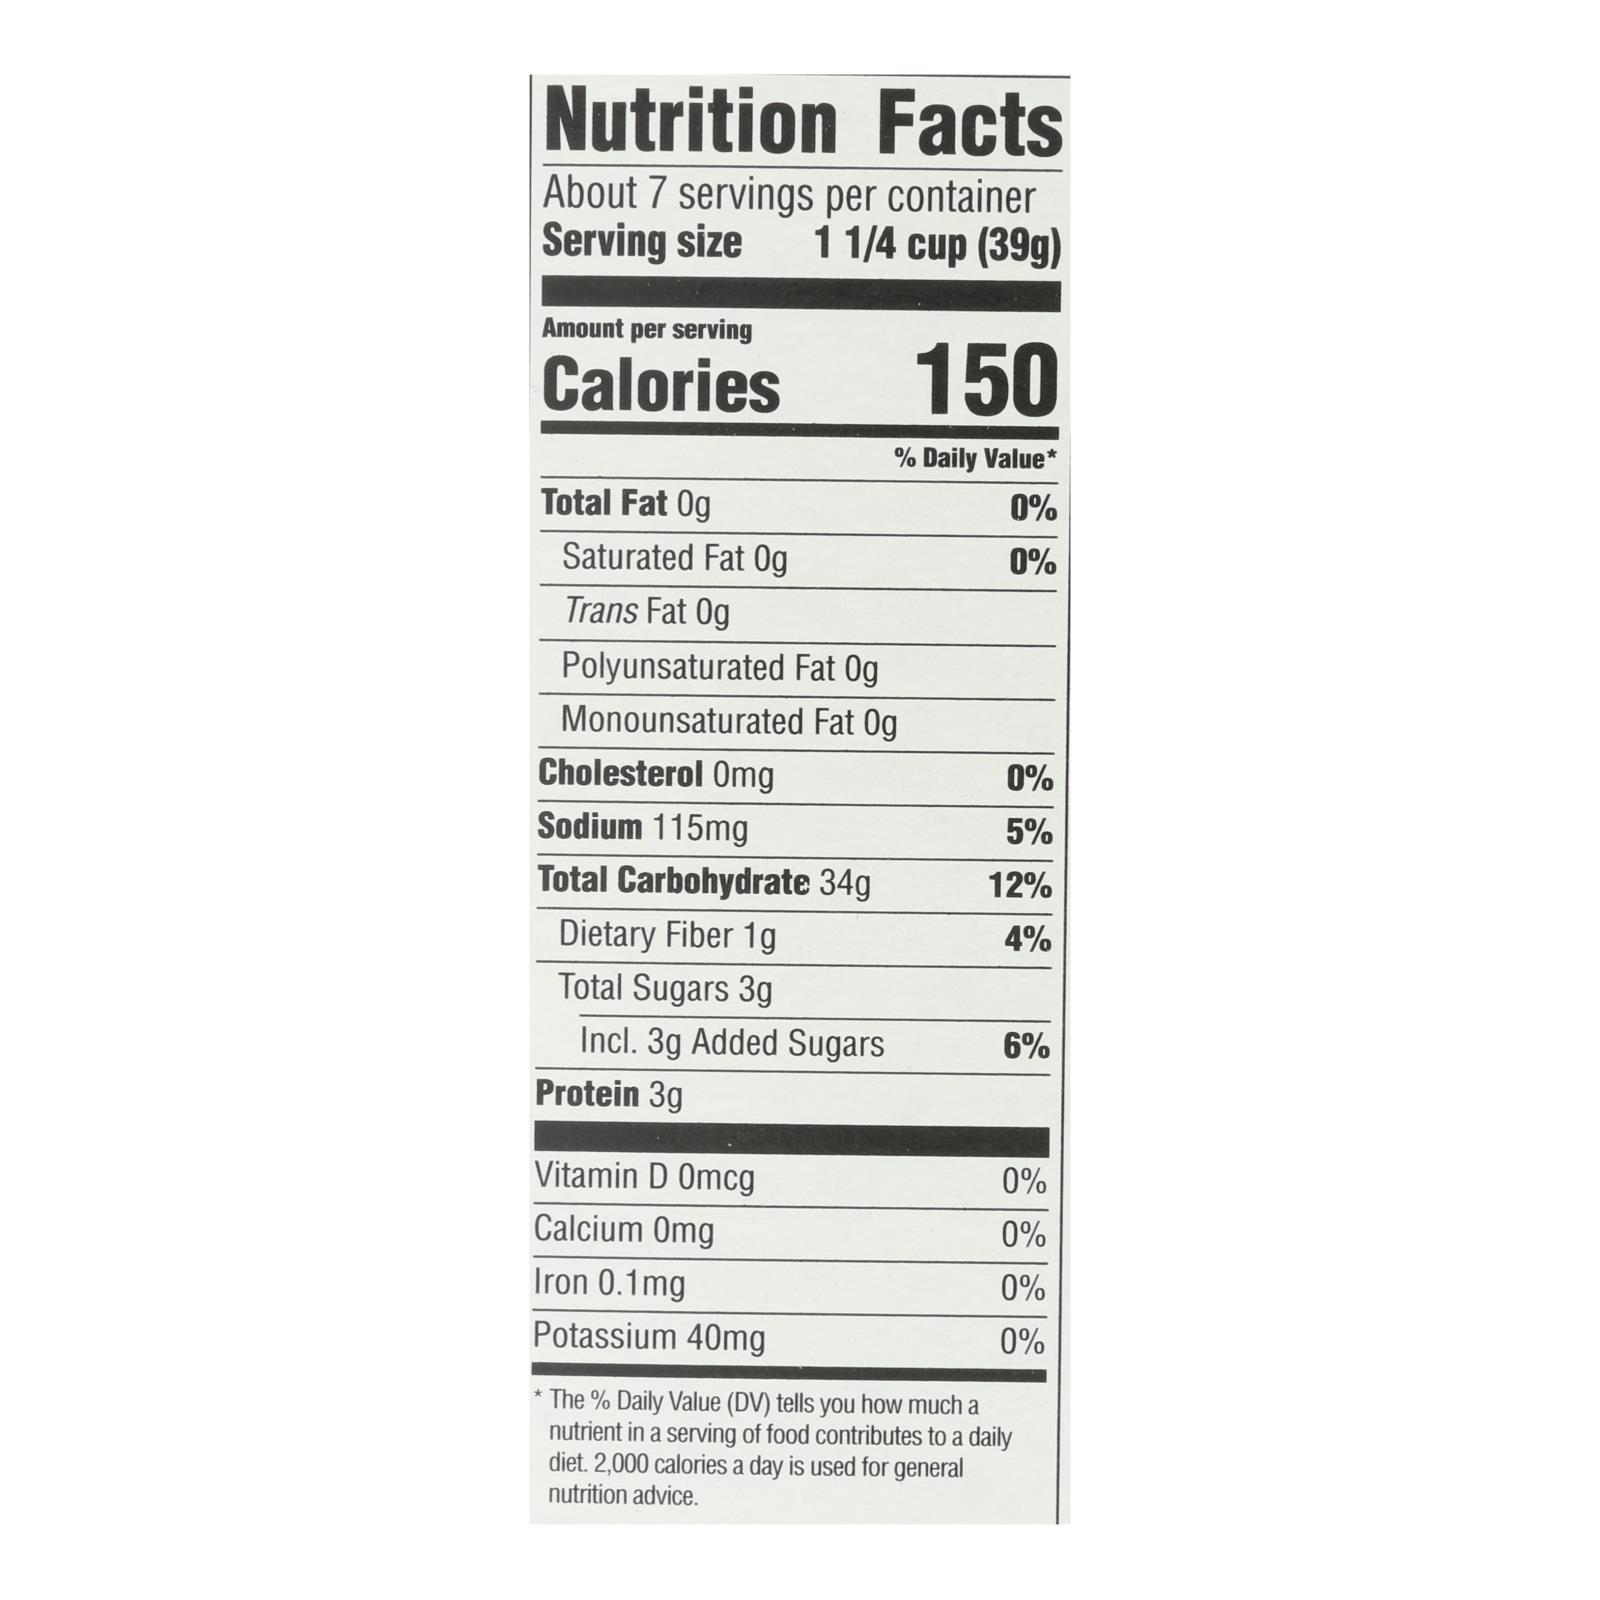 Nutrition Facts
About 7 servings per container
Serving size 1 1/4 cup (39g)
Amount per serving
Calories 150
% Daily Value*
Total Fat 0g 0%
Saturated Fat 0g 0%
Trans Fat 0g
Polyunsaturated Fat 0g
Monounsaturated Fat 0g
Cholesterol 0mg 0%
Sodium 115mg 5%
Total Carbohydrate 34g 12%
Dietary Fiber 1g 4%
Total Sugars 3g
Incl. 3g Added Sugars 6%
Protein 3g
Vitamin D 0mcg 0%
Calcium 0mg 0%
Iron 0.1mg 0%
Potassium 40mg 0%
* The % Daily Value (DV) tells you how much a
nutrient in a serving of food contributes to a daily
diet. 2,000 calories a day is used for general
nutrition advice.